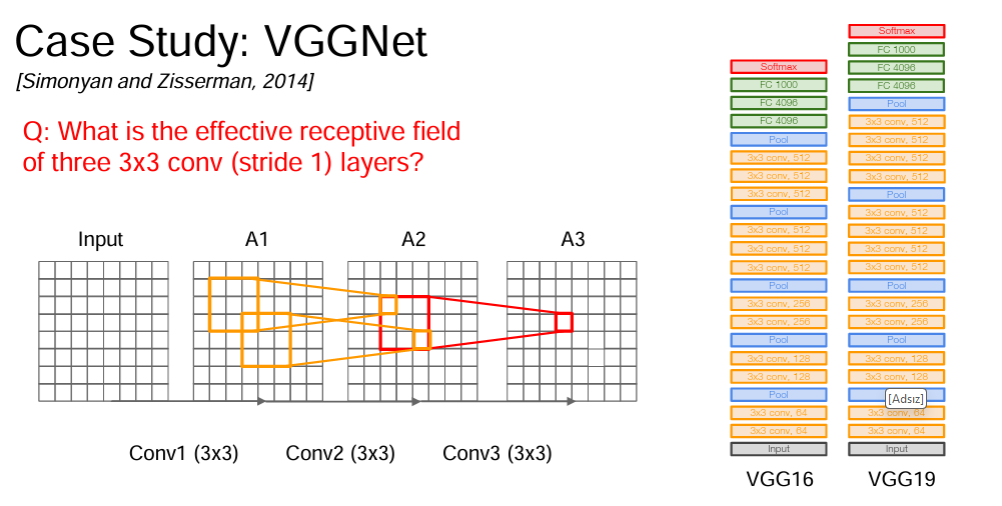 Case Study: VGGNet
[Simonyan and Zisserman, 2014]
Q: What is the effective receptive field
of three 3x3 conv (stride 1) layers?
Input
A1
A2
A3
Conv1 (3x3)
Conv2 (3x3)
Conv3 (3x3)
Softmax
FC 1000
FC 4096
FC 4096
Pool
3x3 conv, 512
3x3 conv, 512
3x3 conv, 512
Pool
3x3 conv, 512
3x3 conv, 512
3x3 conv, 512
Pool
3x3 conv, 256
3x3 conv, 256
Pool
3x3 conv, 128
3x3 conv, 128
Pool
3x3 conv, 64
3x3 conv, 64
Input
VGG16
Softmax
FC 1000
FC 4096
FC 4096
Pool
3x3 conv, 512
3x3 conv, 512
3x3 conv, 512
3x3 conv, 512
Pool
3x3 conv, 512
3x3 conv, 512
3x3 conv, 512
3x3 conv, 512
Pool
3x3 conv, 256
3x3 conv, 256
Pool
3x3 conv, 128
3x3 conv, 128
[Adsız]
3x3 conv, 64
3x3 conv, 64
Input
VGG19